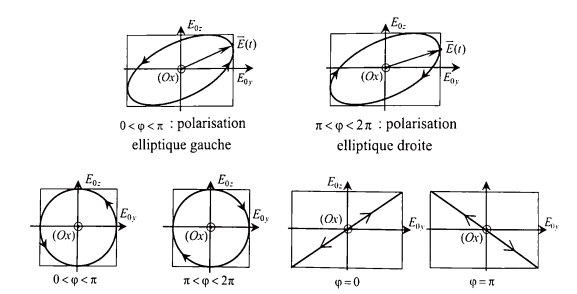 E₀z
E⃗(t)
(Ox)
E₀y
0 < φ < π : polarisation
elliptique gauche
E₀z
E⃗(t)
(Ox)
E₀y
π < φ < 2π : polarisation
elliptique droite
E₀z
E₀y
(Ox)
0 < φ < π
E₀z
E₀y
(Ox)
π < φ < 2π
E₀z
(Ox)
E₀y
φ = 0
E₀z
(Ox)
E₀y
φ = π